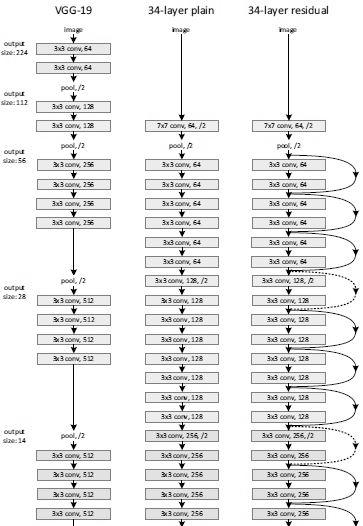 VGG-19
34-layer plain
34-layer residual
output
size: 224
output
size: 112
output
size: 56
output
size: 28
output
size: 14
image
3x3 conv, 64
3x3 conv, 64
pool, /2
3x3 conv, 128
3x3 conv, 128
pool, /2
3x3 conv, 256
3x3 conv, 256
3x3 conv, 256
3x3 conv, 256
pool, /2
3x3 conv, 512
3x3 conv, 512
3x3 conv, 512
3x3 conv, 512
pool, /2
3x3 conv, 512
3x3 conv, 512
3x3 conv, 512
3x3 conv, 512
image
7x7 conv, 64, /2
pool, /2
3x3 conv, 64
3x3 conv, 64
3x3 conv, 64
3x3 conv, 64
3x3 conv, 64
3x3 conv, 64
3x3 conv, 128, /2
3x3 conv, 128
3x3 conv, 128
3x3 conv, 128
3x3 conv, 128
3x3 conv, 128
3x3 conv, 128
3x3 conv, 128
3x3 conv, 256, /2
3x3 conv, 256
3x3 conv, 256
3x3 conv, 256
3x3 conv, 256
image
7x7 conv, 64, /2
pool, /2
3x3 conv, 64
3x3 conv, 64
3x3 conv, 64
3x3 conv, 64
3x3 conv, 64
3x3 conv, 64
3x3 conv, 128, /2
3x3 conv, 128
3x3 conv, 128
3x3 conv, 128
3x3 conv, 128
3x3 conv, 128
3x3 conv, 128
3x3 conv, 128
3x3 conv, 256, /2
3x3 conv, 256
3x3 conv, 256
3x3 conv, 256
3x3 conv, 256